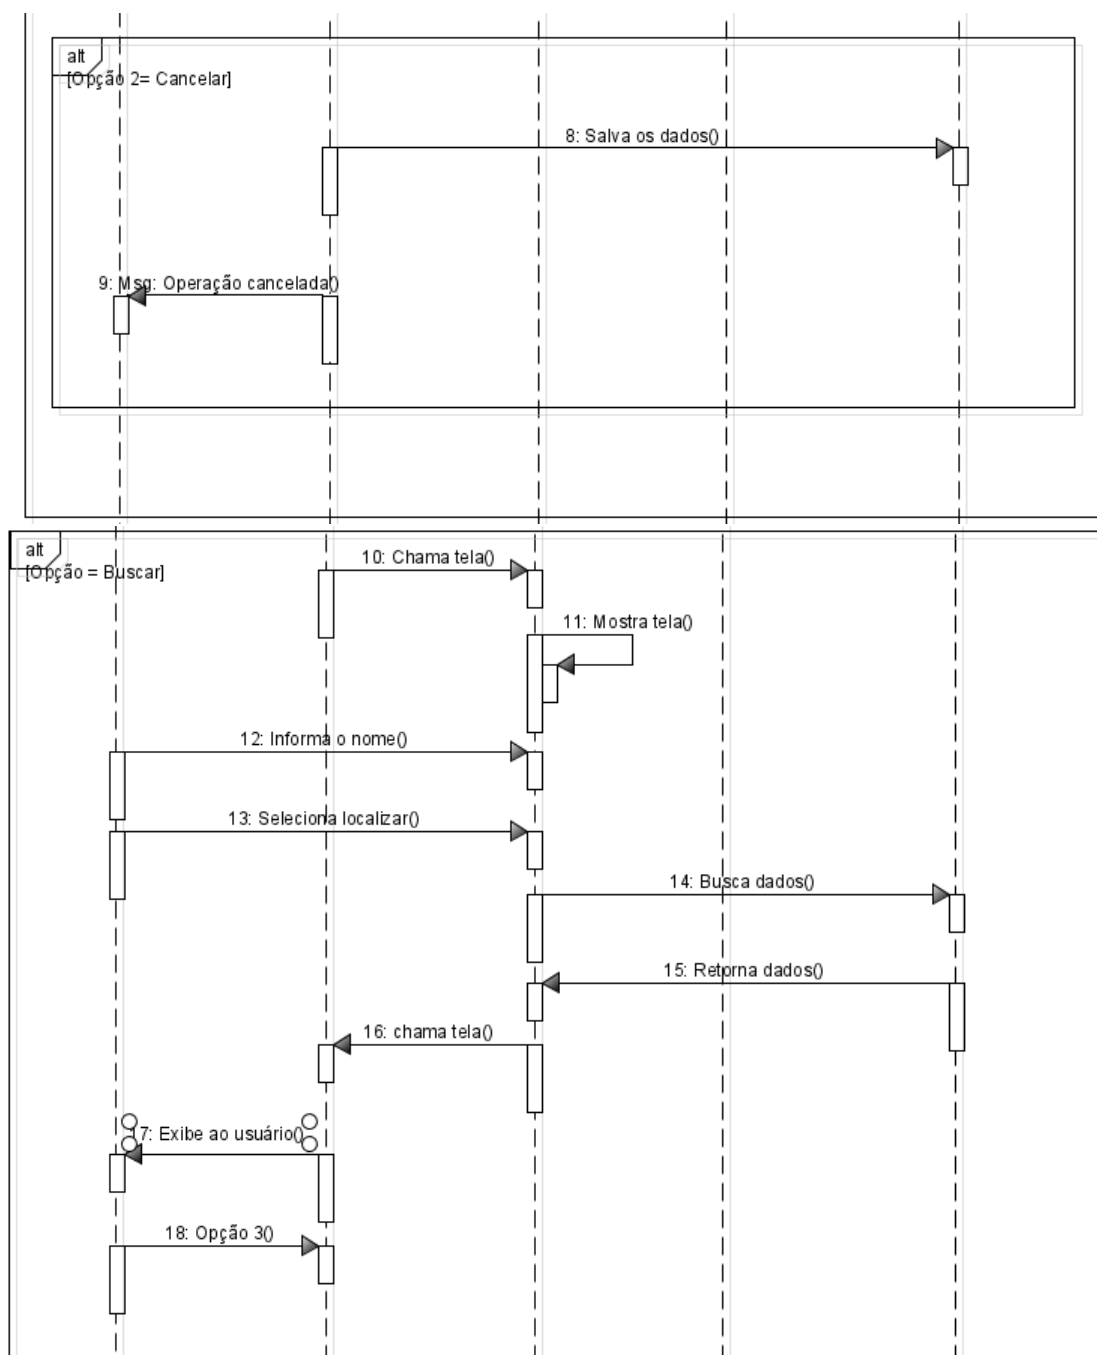 alt
[Opção 2= Cancelar]
8: Salva os dados()
9: Msg: Operação cancelada()
alt
[Opção = Buscar]
10: Chama tela()
11: Mostra tela()
12: Informa o nome()
13: Seleciona localizar()
14: Busca dados()
15: Retorna dados()
16: chama tela()
17: Exibe ao usuário()
18: Opção 3()